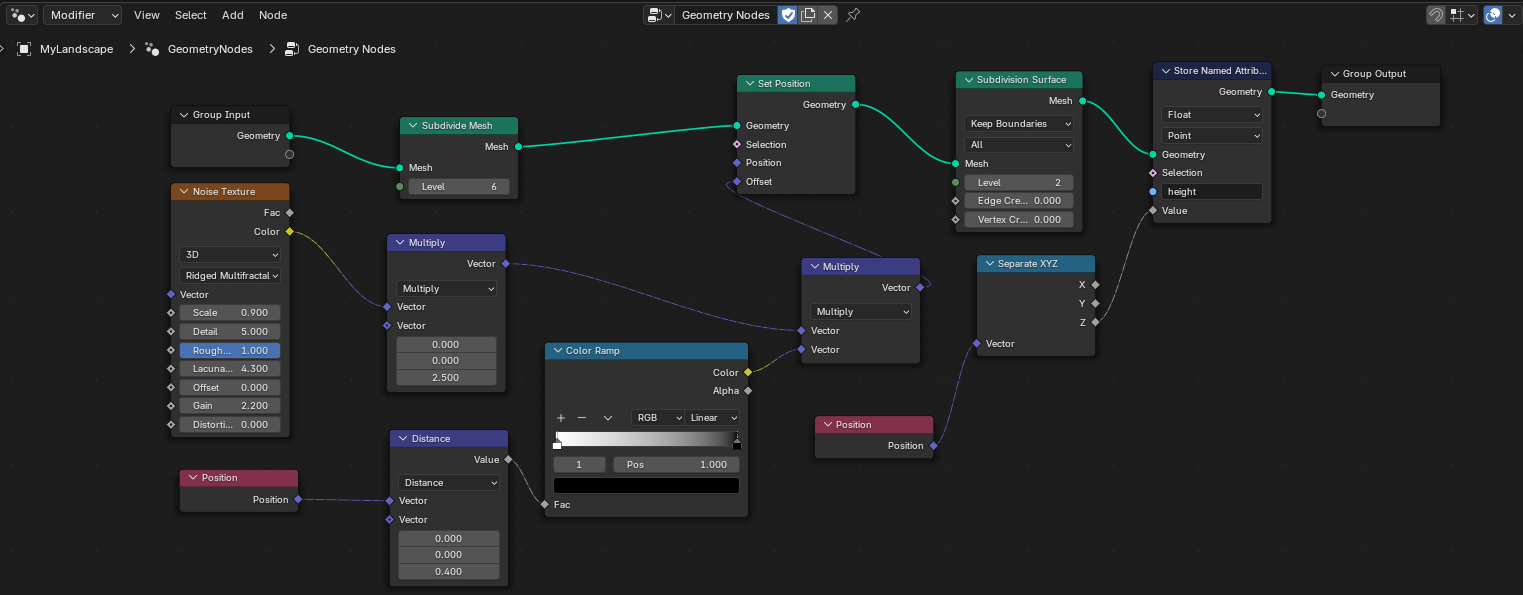 Modifier View Select Add Node Geometry Nodes
MyLandscape GeometryNodes Geometry Nodes
Group Input
Geometry
Noise Texture
Fac
Color
3D
Ridged Multifractal
Vector
Scale 0.900
Detail 5.000
Rough... 1.000
Lacuna... 4.300
Offset 0.000
Gain 2.200
Distorti... 0.000
Position
Position
Subdivide Mesh
Mesh
Mesh
Level 6
Multiply
Vector
Multiply
Vector
Vector
0.000
0.000
2.500
Distance
Value
Distance
Vector
Vector
0.000
0.000
0.400
Color Ramp
Color
Alpha
RGB Linear
1 Pos 1.000
Fac
Set Position
Geometry
Geometry
Selection
Position
Offset
Multiply
Vector
Multiply
Vector
Vector
Position
Position
Subdivision Surface
Mesh
Keep Boundaries
All
Mesh
Level 2
Edge Cre... 0.000
Vertex Cr... 0.000
Separate XYZ
X
Y
Z
Vector
Store Named Attrib...
Geometry
Float
Point
Geometry
Selection
height
Value
Group Output
Geometry